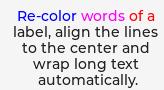 Re-color words of a
label, align the lines
to the center and
wrap long text
automatically.